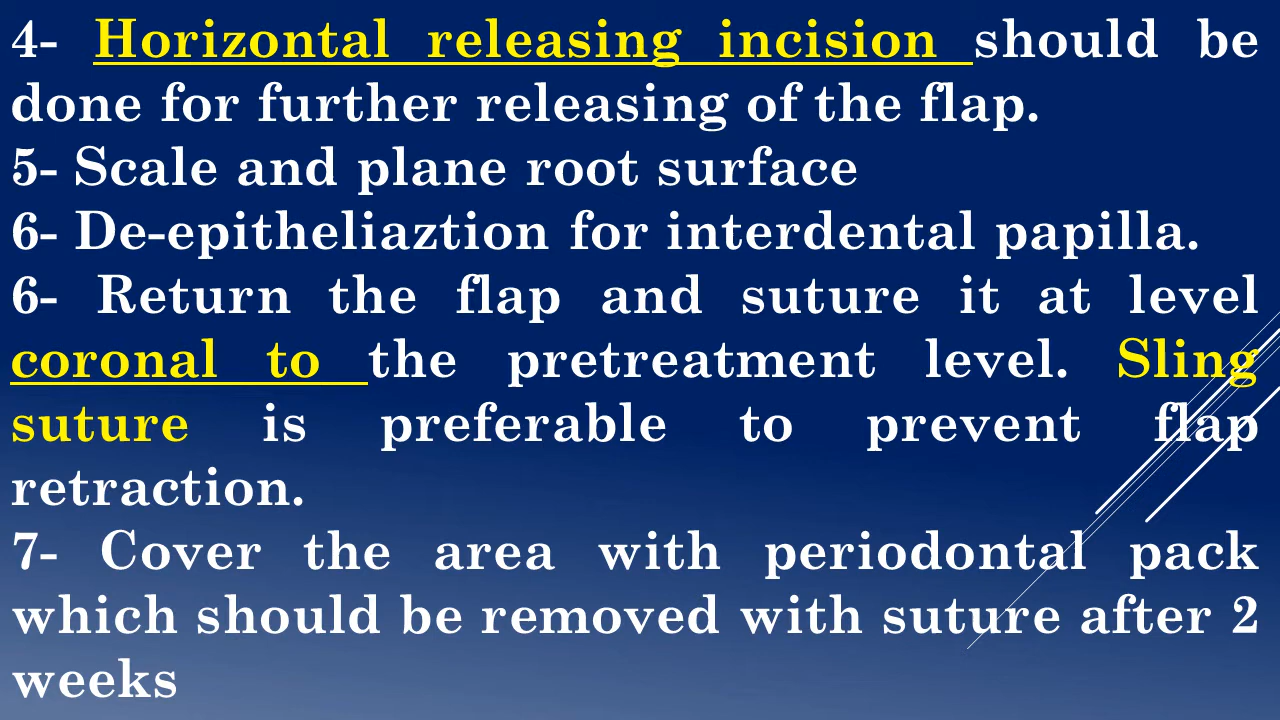 4- Horizontal releasing incision should be
done for further releasing of the flap.
5- Scale and plane root surface
6- De-epitheliaztion for interdental papilla.
6- Return the flap and suture it at level
coronal to the pretreatment level. Sling
suture is preferable to prevent flap
retraction.
7- Cover the area with periodontal pack
which should be removed with suture after 2
weeks